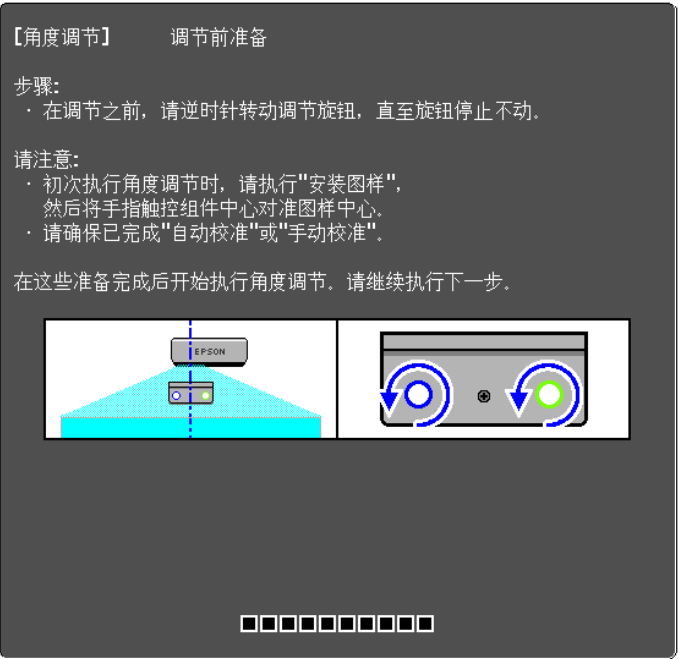 【角度调节】 调节前准备
步骤:
· 在调节之前，请逆时针转动调节旋钮，直至旋钮停止不动.
请注意:
· 初次执行角度调节时，请执行"安装图样"，
然后将手指触控组件中心对准图样中心。
· 请确保已完成"自动校准"或"手动校准"。
在这些准备完成后开始执行角度调节. 请继续执行下一步.
EPSON